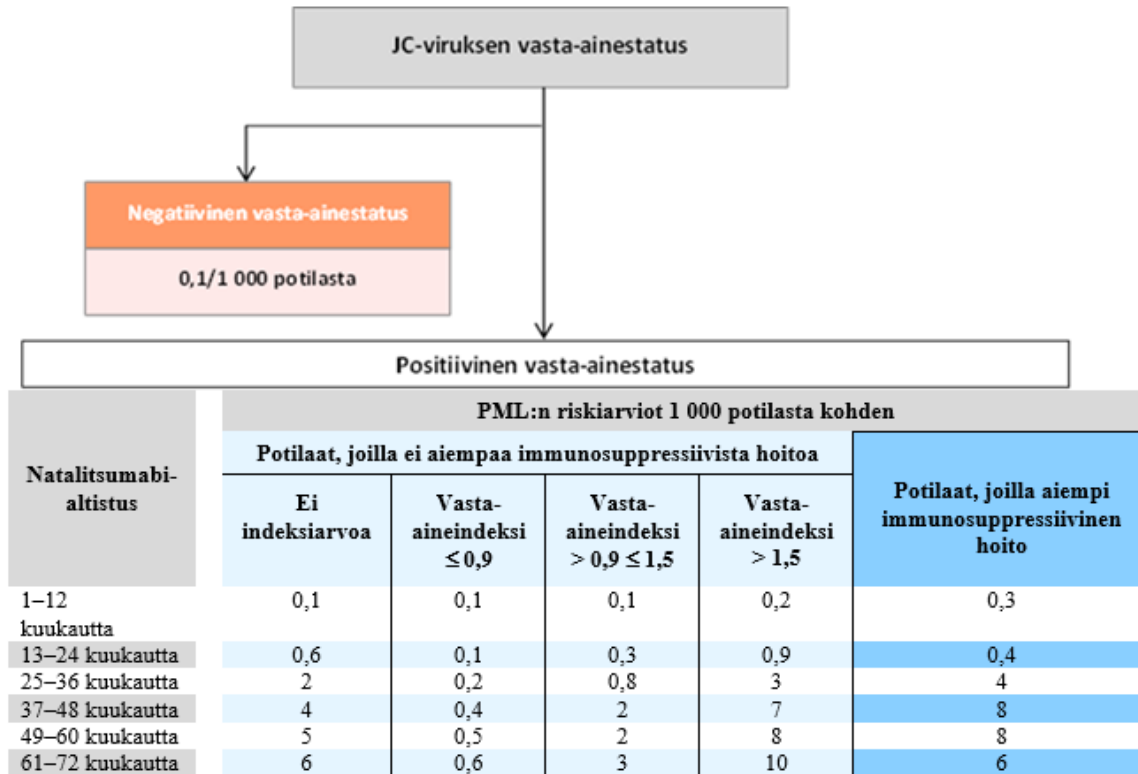 JC-viruksen vasta-ainestatus
Negatiivinen vasta-ainestatus
0,1/1 000 potilasta
Positiivinen vasta-ainestatus
Natalitsumabi-
altistus
PML:n riskiarviot 1 000 potilasta kohden
Potilaat, joilla ei aiempaa immunosuppressiivista hoitoa
Potilaat, joilla aiempi
immunosuppressiivinen
hoito
Ei
indeksiarvoa
Vasta-
aineindeksi
≤ 0,9
Vasta-
aineindeksi
> 0,9 ≤ 1,5
Vasta-
aineindeksi
> 1,5
1–12
kuukautta
0,1 0,1 0,1 0,2 0,3
13–24 kuukautta 0,6 0,1 0,3 0,9 0,4
25–36 kuukautta 2 0,2 0,8 3 4
37–48 kuukautta 4 0,4 2 7 8
49–60 kuukautta 5 0,5 2 8 8
61–72 kuukautta 6 0,6 3 10 6